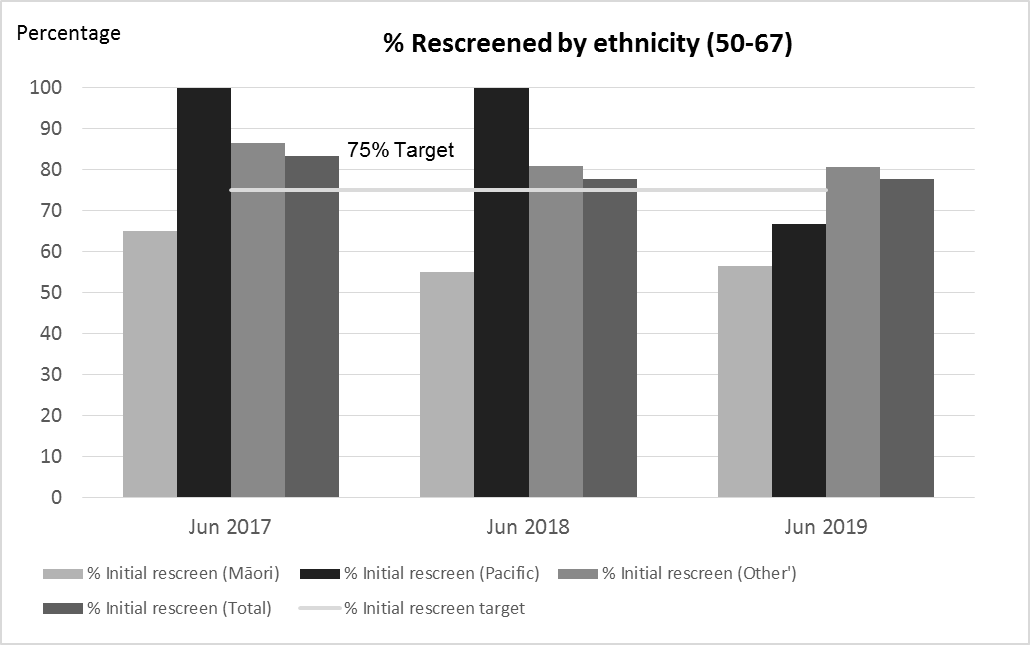 Percentage
% Rescreened by ethnicity (50-67)
100
90
80
70
60
50
40
30
20
10
0
75% Target
Jun 2017
Jun 2018
Jun 2019
% Initial rescreen (Māori)
% Initial rescreen (Pacific)
% Initial rescreen (Other')
% Initial rescreen (Total)
% Initial rescreen target